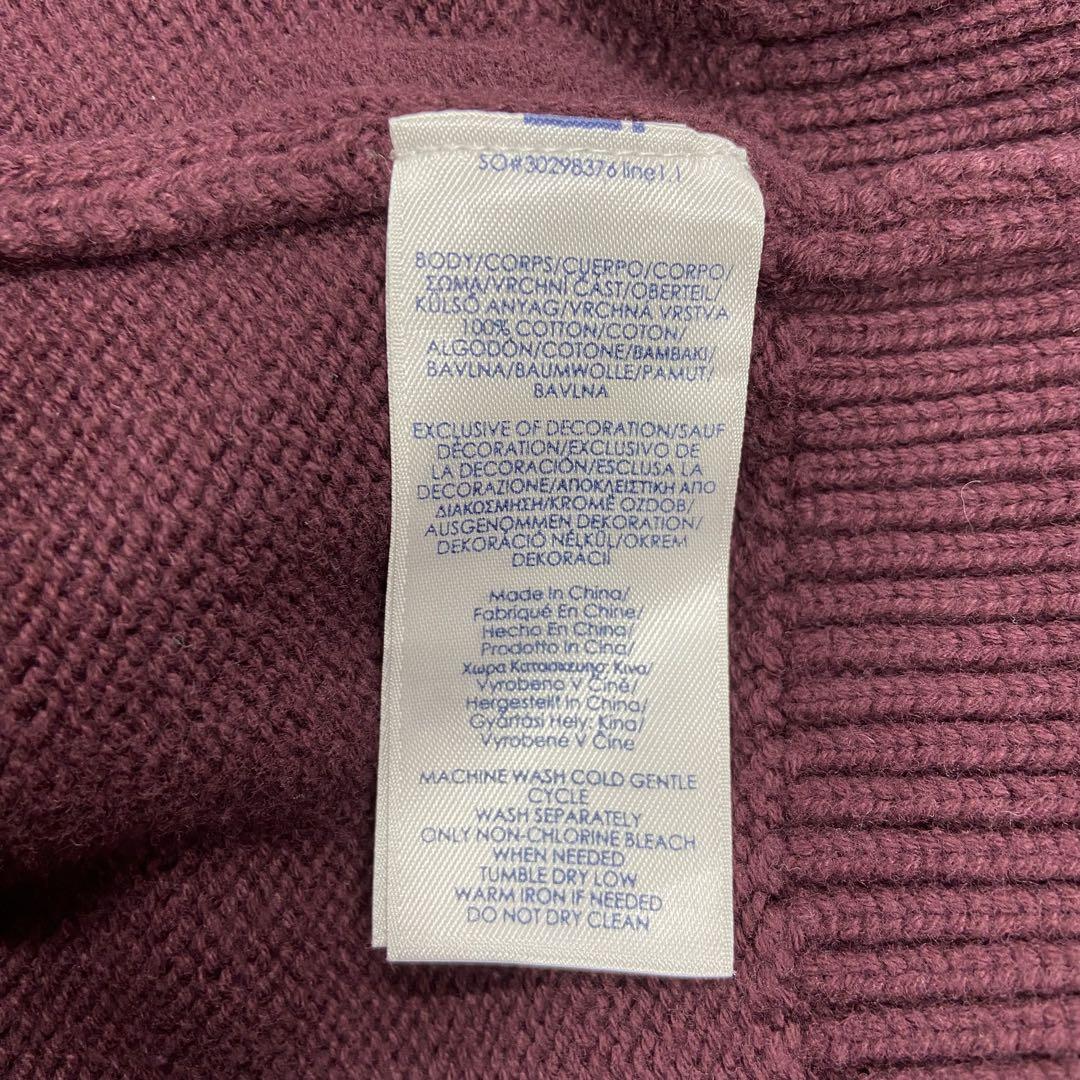 SO#30298376 line1.1
BODY/CORPS/CUERPO/CORPO/
ΣΩΜΑ/VRCHNÍ ČÁST/OBERTEIL/
KÜLSŐ ANYAG/VRCHNÁ VRSTVA
100% COTTON/COTON/
ALGODÓN/COTONE/ΒΑΜΒΑΚΙ/
BAVLNA/BAUMWOLLE/PAMUT/
BAVLNA
EXCLUSIVE OF DECORATION/SAUF
DÉCORATION/EXCLUSIVO DE
LA DECORACIÓN/ESCLUSA LA
DECORAZIONE/ΑΠΟΚΛΕΙΣΤΙΚΗ ΑΠΟ
ΔΙΑΚΟΣΜΗΣΗ/KROMĚ OZDOB/
AUSGENOMMEN DEKORATION/
DEKORÁCIÓ NÉLKÜL/OKREM
DEKORÁCIÍ
Made In China/
Fabriqué En Chine/
Hecho En China/
Prodotto In Cina/
Χωρα Κατασκευης: Κινα/
Vyrobeno V Číně/
Hergestellt In China/
Gyártási Hely: Kína/
Vyrobené V Číne
MACHINE WASH COLD GENTLE
CYCLE
WASH SEPARATELY
ONLY NON-CHLORINE BLEACH
WHEN NEEDED
TUMBLE DRY LOW
WARM IRON IF NEEDED
DO NOT DRY CLEAN